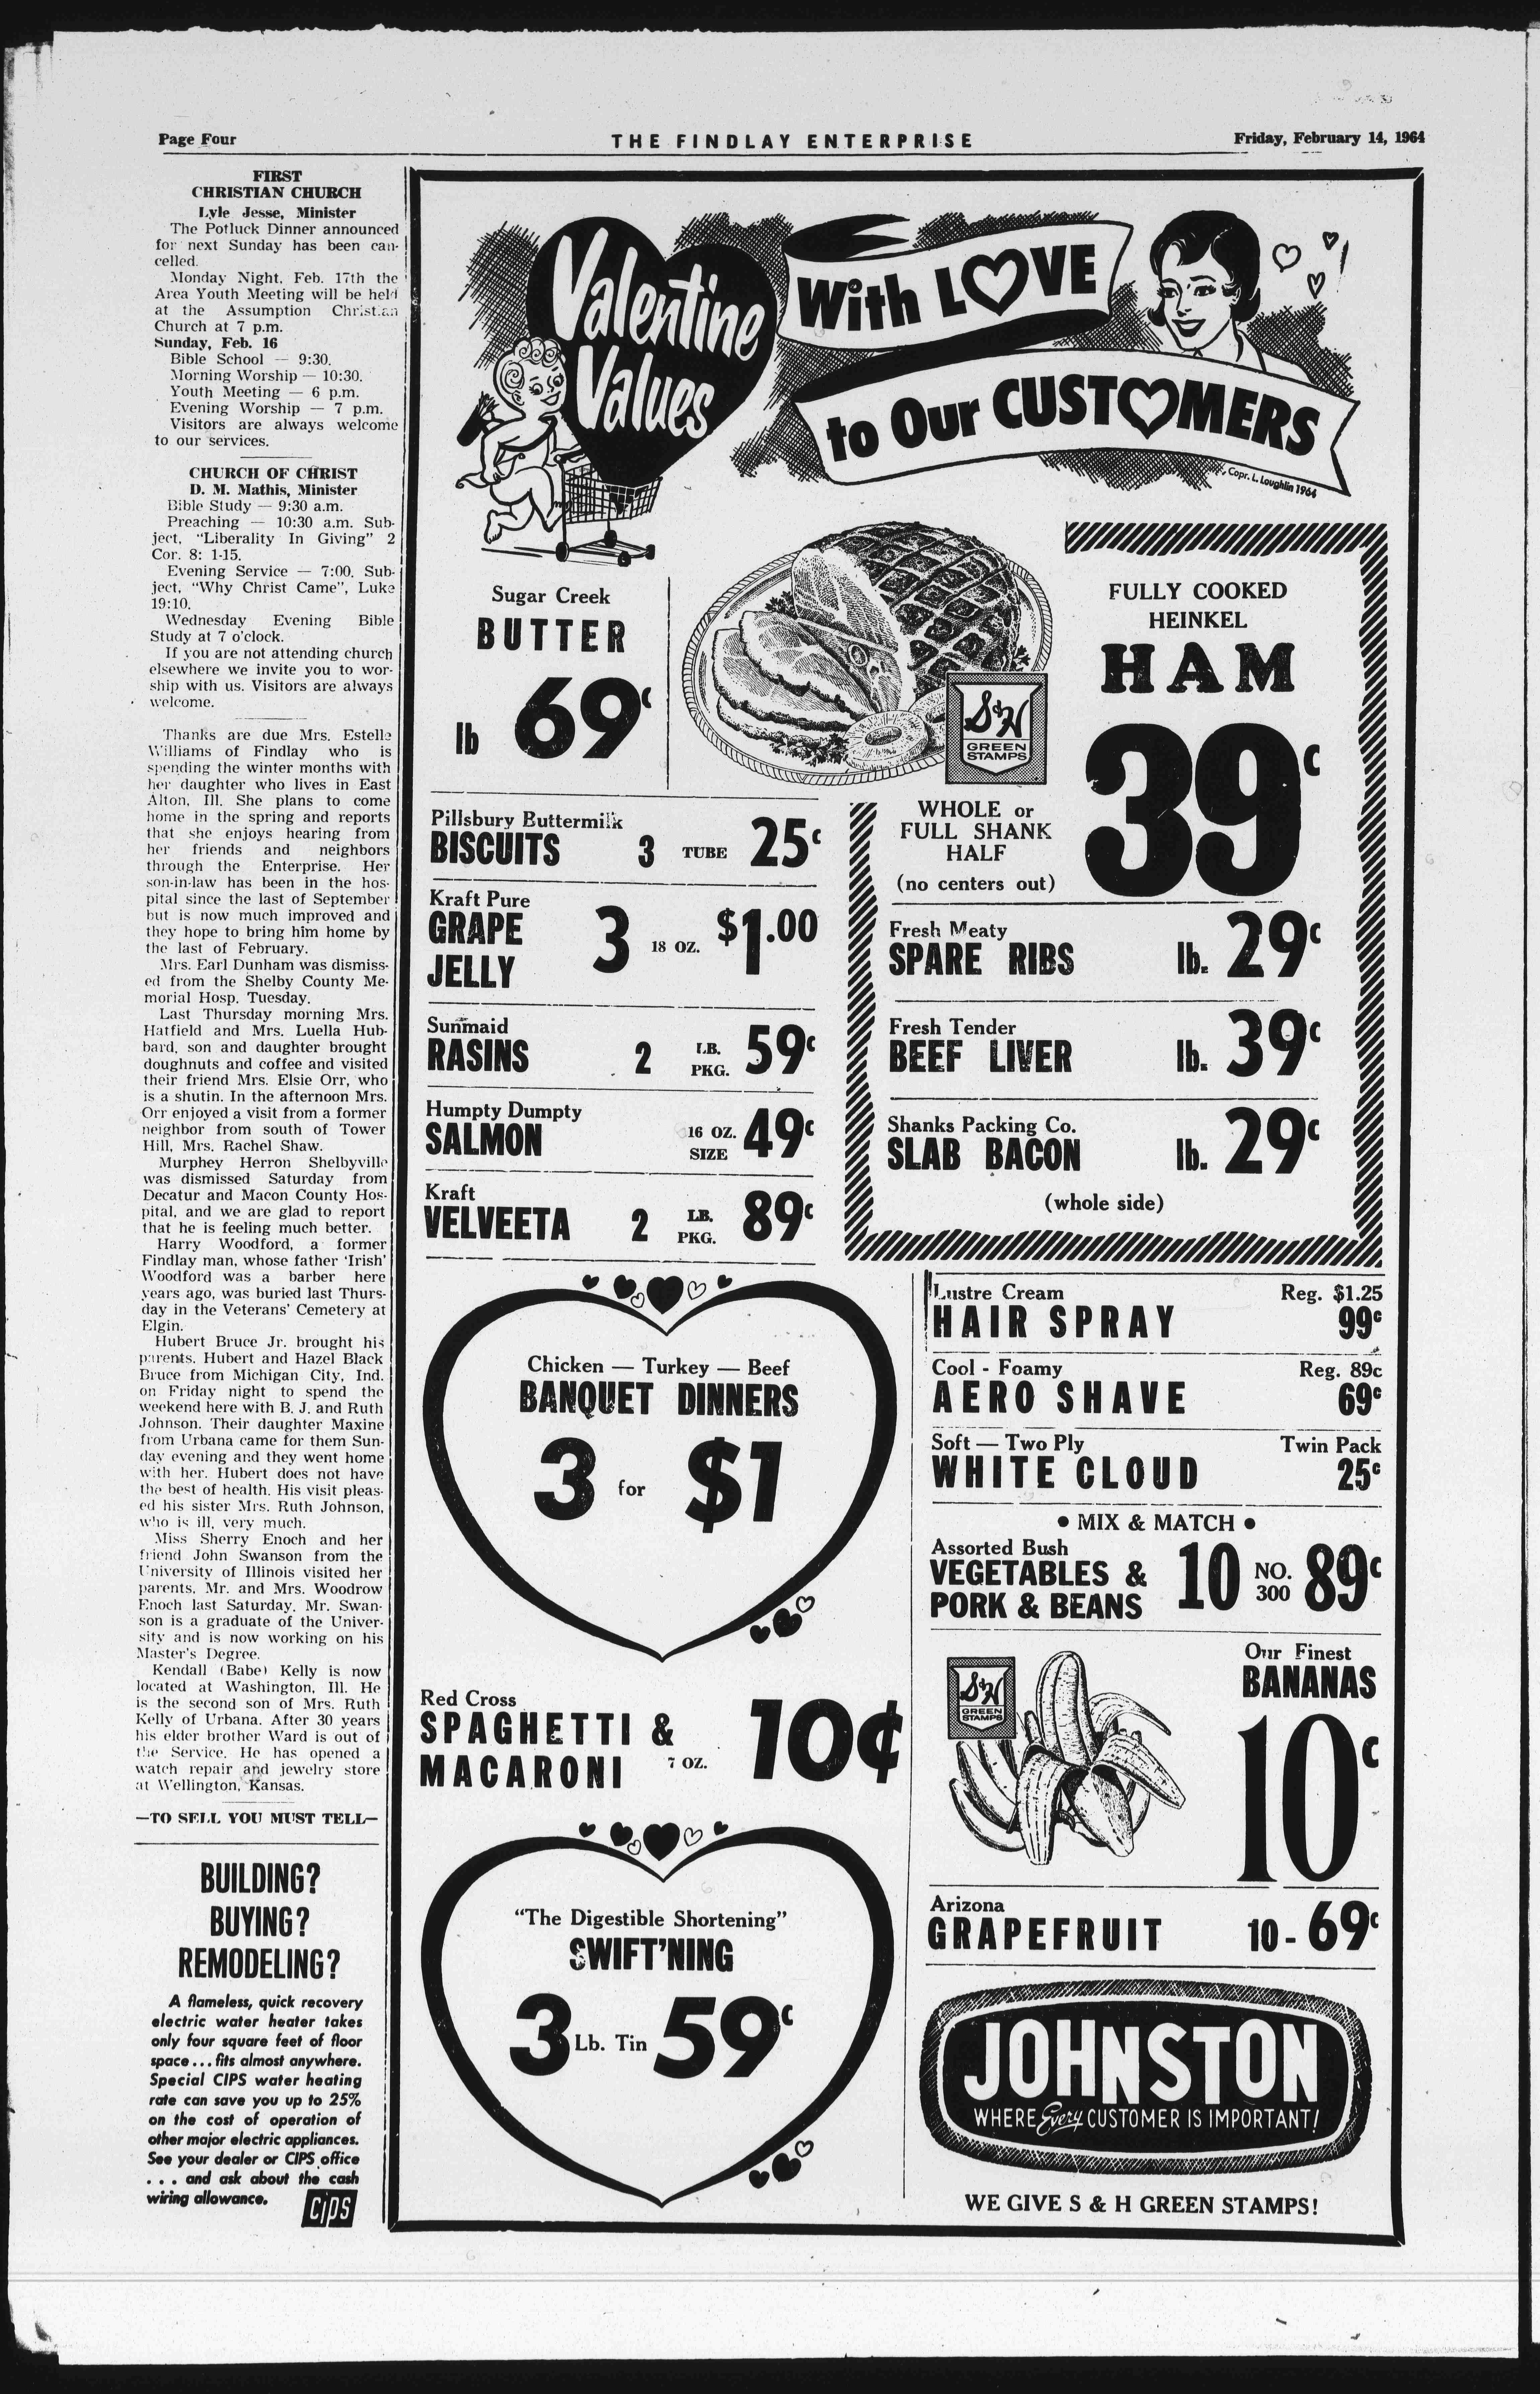 Page Four
THE FINDLAY ENTERPRISE
Friday, February 14, 1964
FIRST
CHRISTIAN CHURCH
Lyle Jesse, Minister
The Potluck Dinner announced
for next Sunday has been can-
celled.
Monday Night, Feb. 17th the
Area Youth Meeting will be held
at the Assumption Christian
Church at 7 p.m.
Sunday, Feb. 16
Bible School — 9:30.
Morning Worship — 10:30.
Youth Meeting — 6 p.m.
Evening Worship — 7 p.m.
Visitors are always welcome
to our services.
CHURCH OF CHRIST
D. M. Mathis, Minister
Bible Study — 9:30 a.m.
Preaching — 10:30 a.m. Sub-
ject, "Liberality In Giving" 2
Cor. 8: 1-15.
Evening Service — 7:00. Sub-
ject, "Why Christ Came", Luke
19:10.
Wednesday Evening Bible
Study at 7 o'clock.
If you are not attending church
elsewhere we invite you to wor-
ship with us. Visitors are always
welcome.
Thanks are due Mrs. Estelle
Williams of Findlay who is
spending the winter months with
her daughter who lives in East
Alton, Ill. She plans to come
home in the spring and reports
that she enjoys hearing from
her friends and neighbors
through the Enterprise. Her
son-in-law has been in the hos-
pital since the last of September
but is now much improved and
they hope to bring him home by
the last of February.
Mrs. Earl Dunham was dismiss-
ed from the Shelby County Me-
morial Hosp. Tuesday.
Last Thursday morning Mrs.
Hatfield and Mrs. Luella Hub-
bard, son and daughter brought
doughnuts and coffee and visited
their friend Mrs. Elsie Orr, who
is a shutin. In the afternoon Mrs.
Orr enjoyed a visit from a former
neighbor from south of Tower
Hill, Mrs. Rachel Shaw.
Murphey Herron Shelbyville
was dismissed Saturday from
Decatur and Macon County Hos-
pital, and we are glad to report
that he is feeling much better.
Harry Woodford, a former
Findlay man, whose father 'Irish'
Woodford was a barber here
years ago, was buried last Thurs-
day in the Veterans' Cemetery at
Elgin.
Hubert Bruce Jr. brought his
parents, Hubert and Hazel Black
Bruce from Michigan City, Ind.
on Friday night to spend the
weekend here with B. J. and Ruth
Johnson. Their daughter Maxine
from Urbana came for them Sun-
day evening and they went home
with her. Hubert does not have
the best of health. His visit pleas-
ed his sister Mrs. Ruth Johnson,
who is ill, very much.
Miss Sherry Enoch and her
friend John Swanson from the
University of Illinois visited her
parents, Mr. and Mrs. Woodrow
Enoch last Saturday. Mr. Swan-
son is a graduate of the Univer-
sity and is now working on his
Master's Degree.
Kendall (Babe) Kelly is now
located at Washington, Ill. He
is the second son of Mrs. Ruth
Kelly of Urbana. After 30 years
his elder brother Ward is out of
the Service. He has opened a
watch repair and jewelry store
at Wellington, Kansas.
—TO SELL YOU MUST TELL—
BUILDING?
BUYING?
REMODELING?
A flameless, quick recovery
electric water heater takes
only four square feet of floor
space . . . fits almost anywhere.
Special CIPS water heating
rate can save you up to 25%
on the cost of operation of
other major electric appliances.
See your dealer or CIPS office
. . . and ask about the cash
wiring allowance.
CIPS
Valentine
Values
With LOVE
to Our CUSTOMERS
Copr. L. Loughlin 1964
Sugar Creek
BUTTER
lb 69c
S&H
GREEN
STAMPS
FULLY COOKED
HEINKEL
HAM
39c
WHOLE or
FULL SHANK
HALF
(no centers out)
Fresh Meaty
SPARE RIBS lb. 29c
Fresh Tender
BEEF LIVER lb. 39c
Shanks Packing Co.
SLAB BACON lb. 29c
(whole side)
Pillsbury Buttermilk
BISCUITS 3 TUBE 25c
Kraft Pure
GRAPE
JELLY 3 18 OZ. $1.00
Sunmaid
RASINS 2 LB. PKG. 59c
Humpty Dumpty
SALMON 16 OZ. SIZE 49c
Kraft
VELVEETA 2 LB. PKG. 89c
Chicken — Turkey — Beef
BANQUET DINNERS
3 for $1
Red Cross
SPAGHETTI &
MACARONI 7 OZ. 10¢
"The Digestible Shortening"
SWIFT'NING
3 Lb. Tin 59c
Lustre Cream Reg. $1.25
HAIR SPRAY 99c
Cool - Foamy Reg. 89c
AERO SHAVE 69c
Soft — Two Ply Twin Pack
WHITE CLOUD 25c
• MIX & MATCH •
Assorted Bush
VEGETABLES &
PORK & BEANS 10 NO. 300 89c
S&H
GREEN
STAMPS
Our Finest
BANANAS
10c
Arizona
GRAPEFRUIT 10 - 69c
JOHNSTON
WHERE Every CUSTOMER IS IMPORTANT!
WE GIVE S & H GREEN STAMPS!